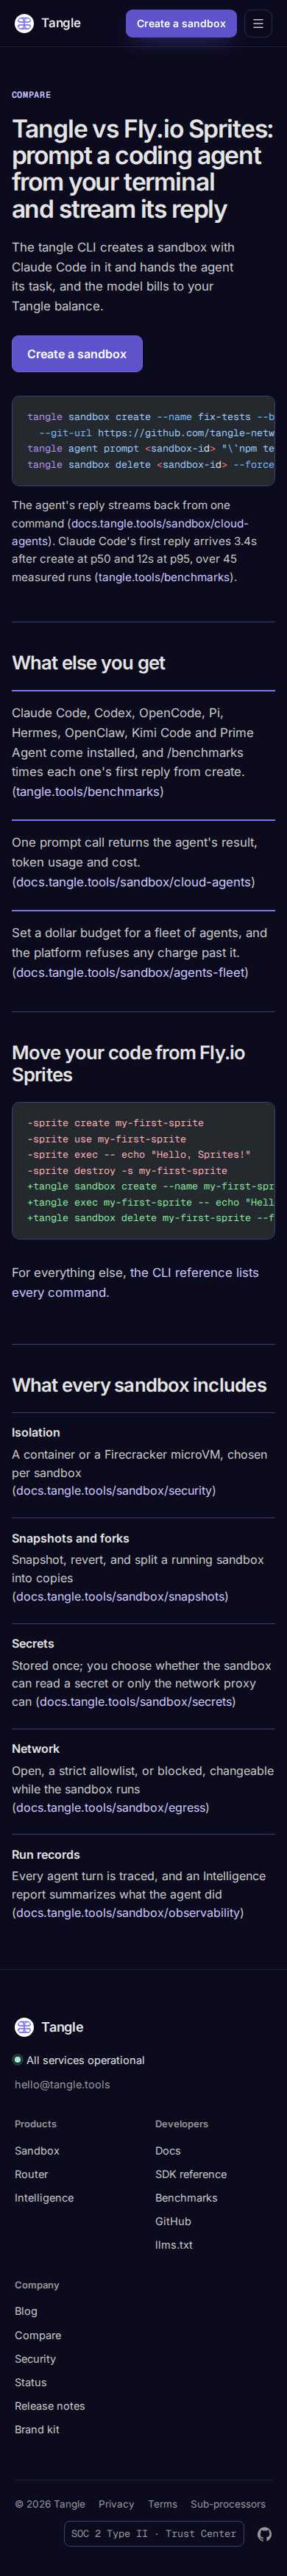 Tangle
Create a sandbox
COMPARE
Tangle vs Fly.io Sprites:
prompt a coding agent
from your terminal
and stream its reply
The tangle CLI creates a sandbox with
Claude Code in it and hands the agent
its task, and the model bills to your
Tangle balance.
Create a sandbox
tangle sandbox create --name fix-tests --b
--git-url https://github.com/tangle-netw
tangle agent prompt <sandbox-id> "\`npm te
tangle sandbox delete <sandbox-id> --force
The agent's reply streams back from one
command (docs.tangle.tools/sandbox/cloud-
agents). Claude Code's first reply arrives 3.4s
after create at p50 and 12s at p95, over 45
measured runs (tangle.tools/benchmarks).
What else you get
Claude Code, Codex, OpenCode, Pi,
Hermes, OpenClaw, Kimi Code and Prime
Agent come installed, and /benchmarks
times each one's first reply from create.
(tangle.tools/benchmarks)
One prompt call returns the agent's result,
token usage and cost.
(docs.tangle.tools/sandbox/cloud-agents)
Set a dollar budget for a fleet of agents, and
the platform refuses any charge past it.
(docs.tangle.tools/sandbox/agents-fleet)
Move your code from Fly.io
Sprites
-sprite create my-first-sprite
-sprite use my-first-sprite
-sprite exec -- echo "Hello, Sprites!"
-sprite destroy -s my-first-sprite
+tangle sandbox create --name my-first-spr
+tangle exec my-first-sprite -- echo "Hell
+tangle sandbox delete my-first-sprite --f
For everything else, the CLI reference lists
every command.
What every sandbox includes
Isolation
A container or a Firecracker microVM, chosen
per sandbox
(docs.tangle.tools/sandbox/security)
Snapshots and forks
Snapshot, revert, and split a running sandbox
into copies
(docs.tangle.tools/sandbox/snapshots)
Secrets
Stored once; you choose whether the sandbox
can read a secret or only the network proxy
can (docs.tangle.tools/sandbox/secrets)
Network
Open, a strict allowlist, or blocked, changeable
while the sandbox runs
(docs.tangle.tools/sandbox/egress)
Run records
Every agent turn is traced, and an Intelligence
report summarizes what the agent did
(docs.tangle.tools/sandbox/observability)
Tangle
All services operational
hello@tangle.tools
Products
Sandbox
Router
Intelligence
Developers
Docs
SDK reference
Benchmarks
GitHub
llms.txt
Company
Blog
Compare
Security
Status
Release notes
Brand kit
© 2026 Tangle Privacy Terms Sub-processors
SOC 2 Type II · Trust Center